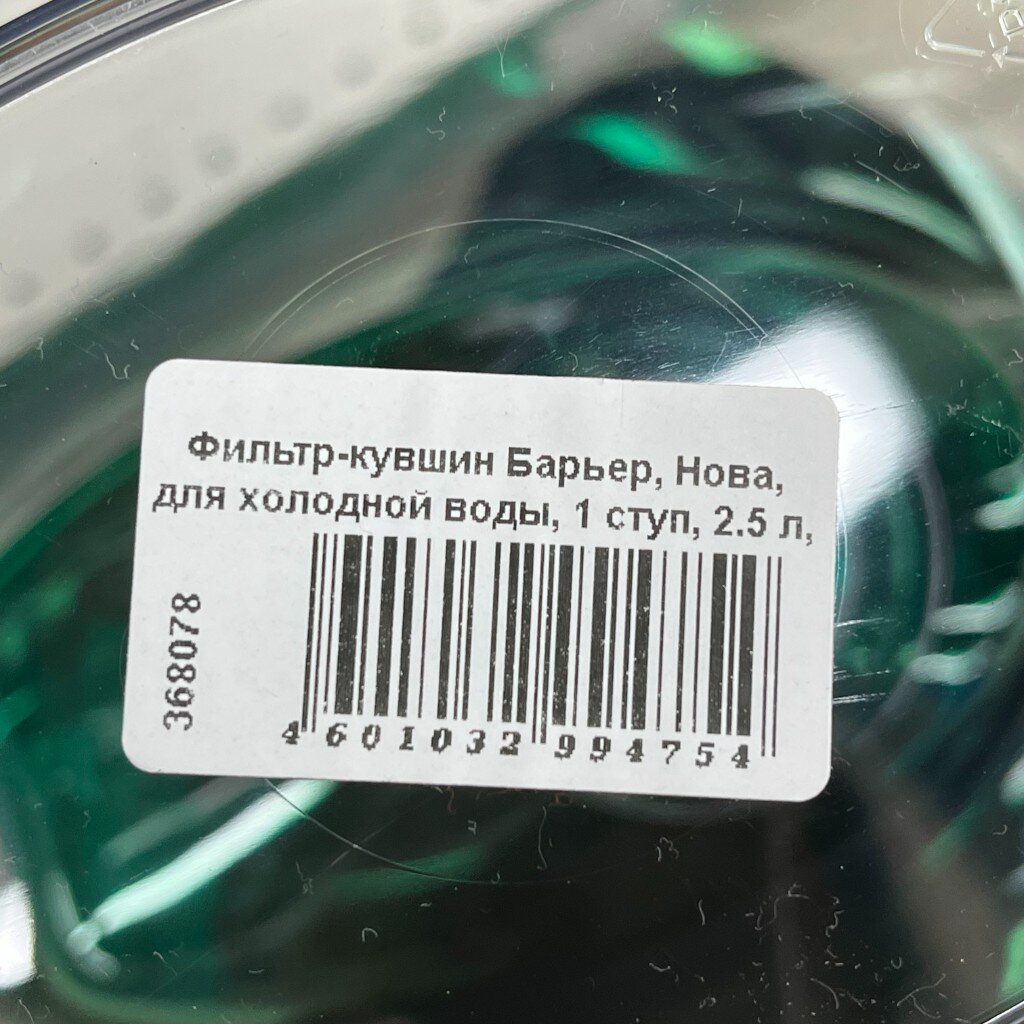 Фильтр-кувшин Барьер, Нова,
для холодной воды, 1 ступ, 2.5 л,
368078
4 601032 994754